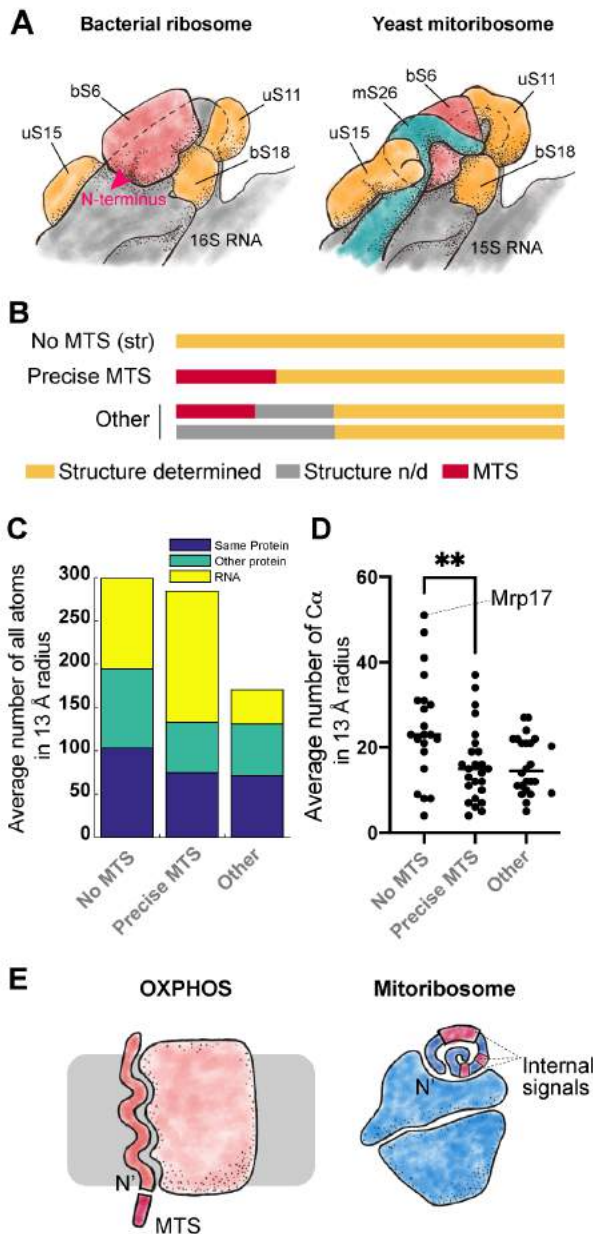 A
Bacterial ribosome
Yeast mitoribosome
bS6
uS11
uS15
bS18
N-terminus
16S RNA
bS6
uS11
mS26
uS15
bS18
15S RNA
B
No MTS (str)
Precise MTS
Other
Structure determined
Structure n/d
MTS
C
Same Protein
Other protein
RNA
Average number of all atoms
in 13 Å radius
300
250
200
150
100
50
0
No MTS
Precise MTS
Other
D
**
Mrp17
Average number of Cα
in 13 Å radius
60
40
20
0
No MTS
Precise MTS
Other
E
OXPHOS
Mitoribosome
N'
MTS
N'
Internal
signals